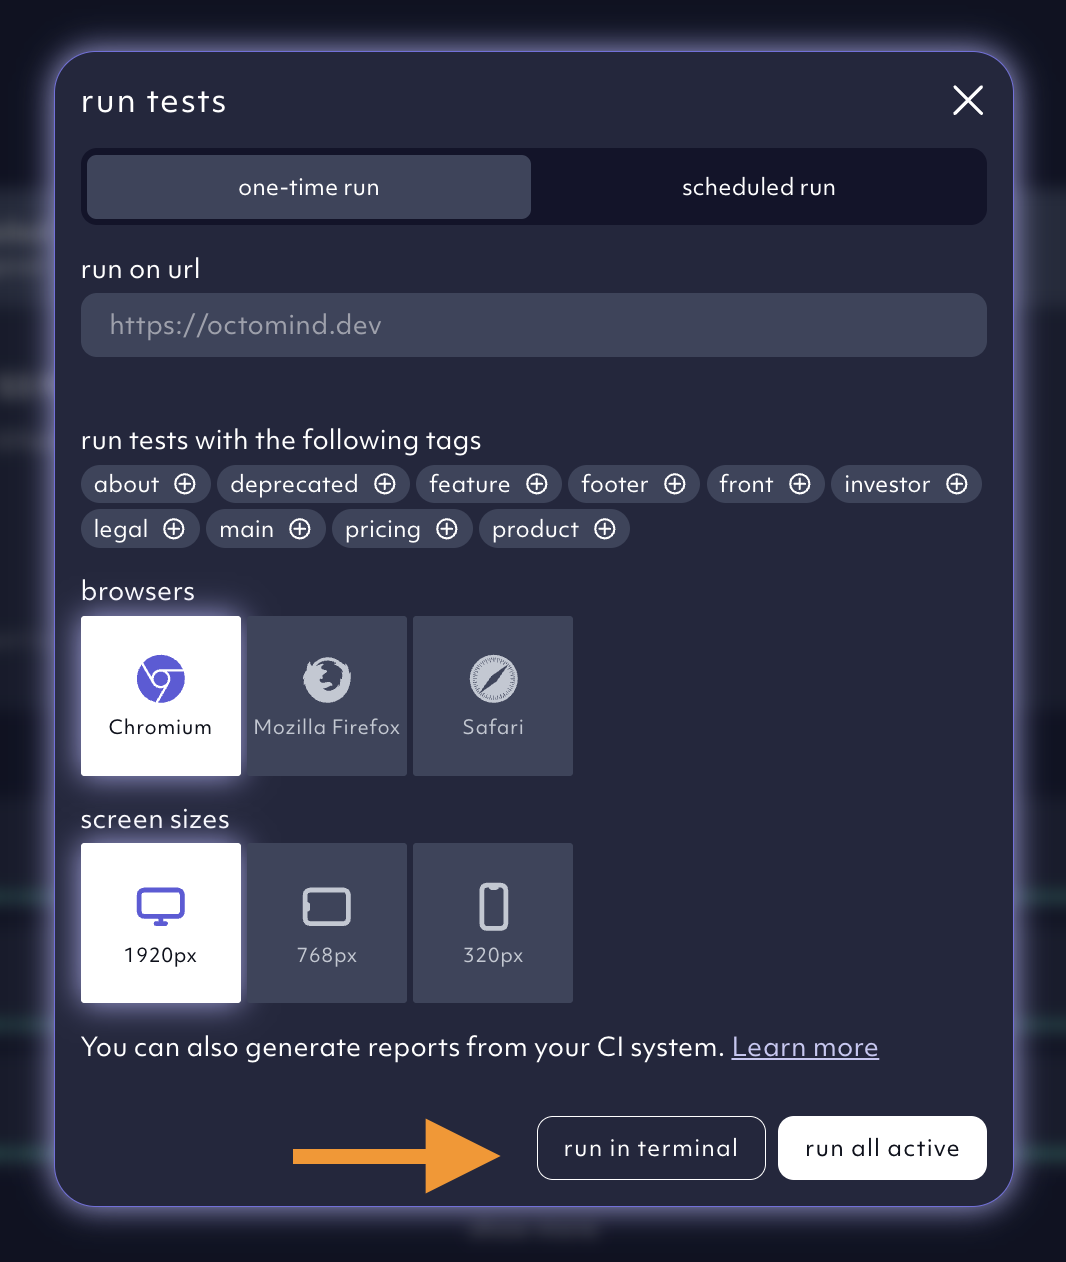 run tests
one-time run scheduled run
run on url
https://octomind.dev
run tests with the following tags
about deprecated feature footer front investor
legal main pricing product
browsers
Chromium Mozilla Firefox Safari
screen sizes
1920px 768px 320px
You can also generate reports from your CI system. Learn more
run in terminal run all active